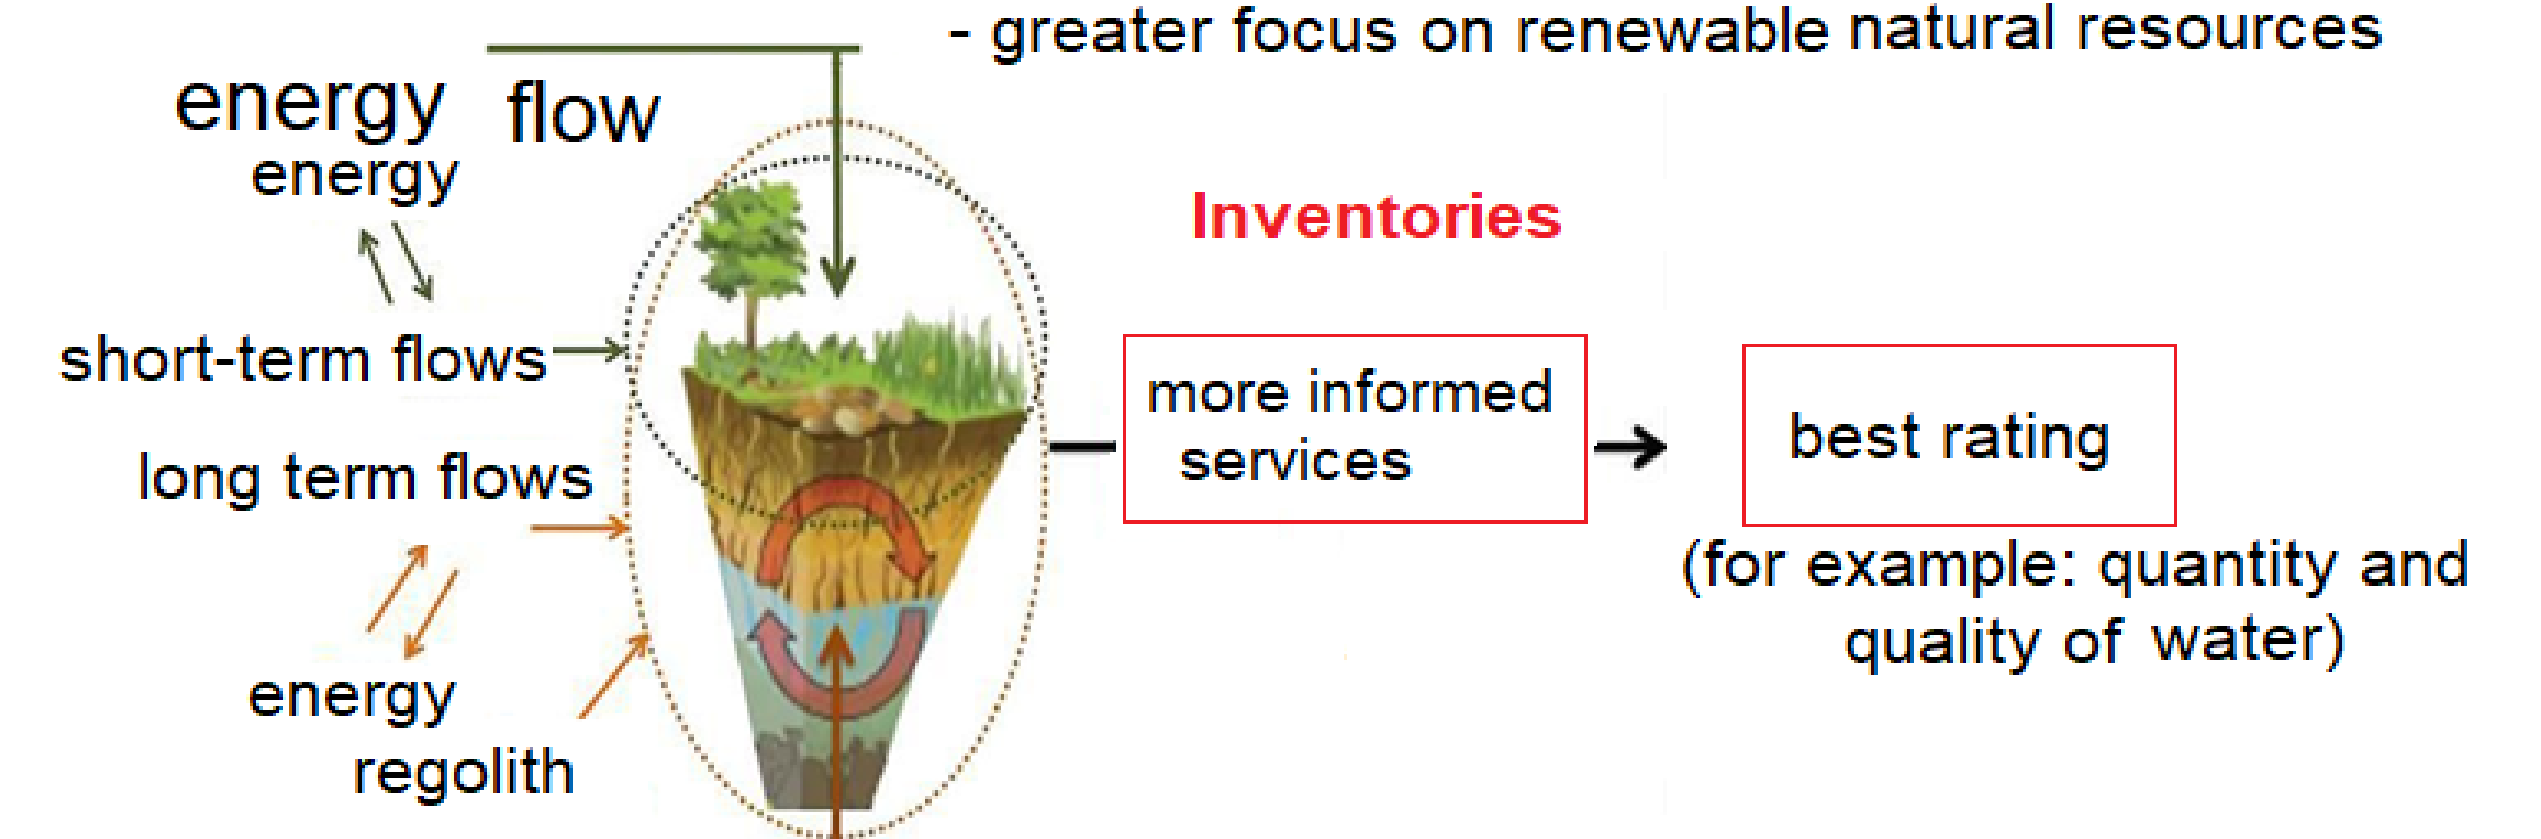 - greater focus on renewable natural resources
energy flow
energy
Inventories
short-term flows
more informed
services
best rating
long term flows
(for example: quantity and
quality of water)
energy
regolith